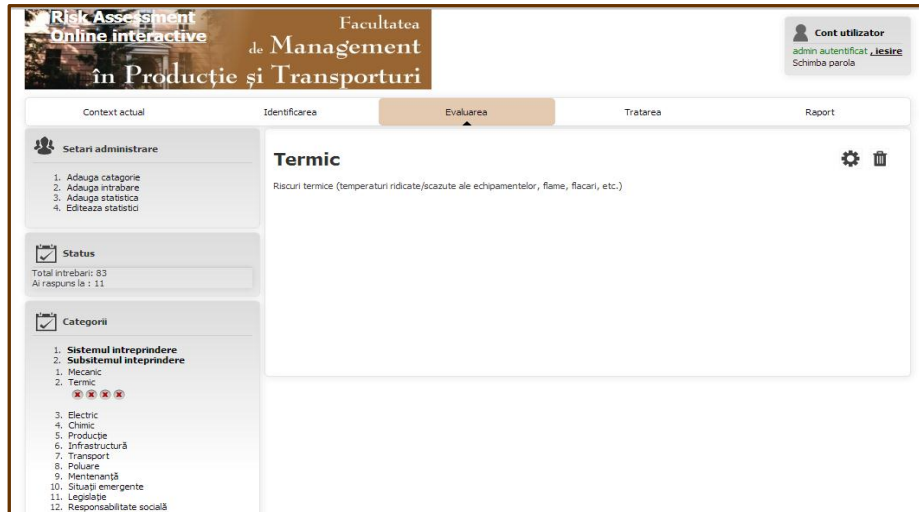 Risk Assessment
Online interactive
Facultatea
de Management
în Producție și Transporturi
Cont utilizator
admin autentificat , iesire
Schimba parola
Context actual
Identificarea
Evaluarea
Tratarea
Raport
Setari administrare
1. Adauga catagorie
2. Adauga intrabare
3. Adauga statistica
4. Editeaza statistici
Status
Total intrebari: 83
Ai raspuns la : 11
Categorii
1. Sistemul intreprindere
2. Subsitemul inteprindere
1. Mecanic
2. Termic
3. Electric
4. Chimic
5. Producție
6. Infrastructură
7. Transport
8. Poluare
9. Mentenanță
10. Situații emergente
11. Legislație
12. Responsabilitate socială
Termic
Riscuri termice (temperaturi ridicate/scazute ale echipamentelor, flame, flacari, etc.)